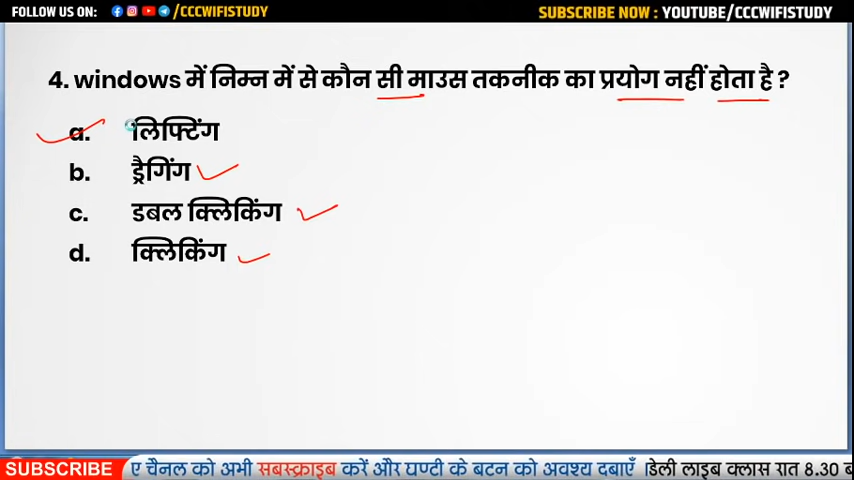 FOLLOW US ON: /CCCWIFISTUDY
SUBSCRIBE NOW : YOUTUBE/CCCWIFISTUDY
4. windows में निम्न में से कौन सी माउस तकनीक का प्रयोग नहीं होता है ?
a. लिफ्टिंग
b. ड्रैगिंग
c. डबल क्लिकिंग
d. क्लिकिंग
SUBSCRIBE ए चैनल को अभी सबस्क्राइब करें और घण्टी के बटन को अवश्य दबाएँ । डेली लाइब क्लास रात 8.30 ब